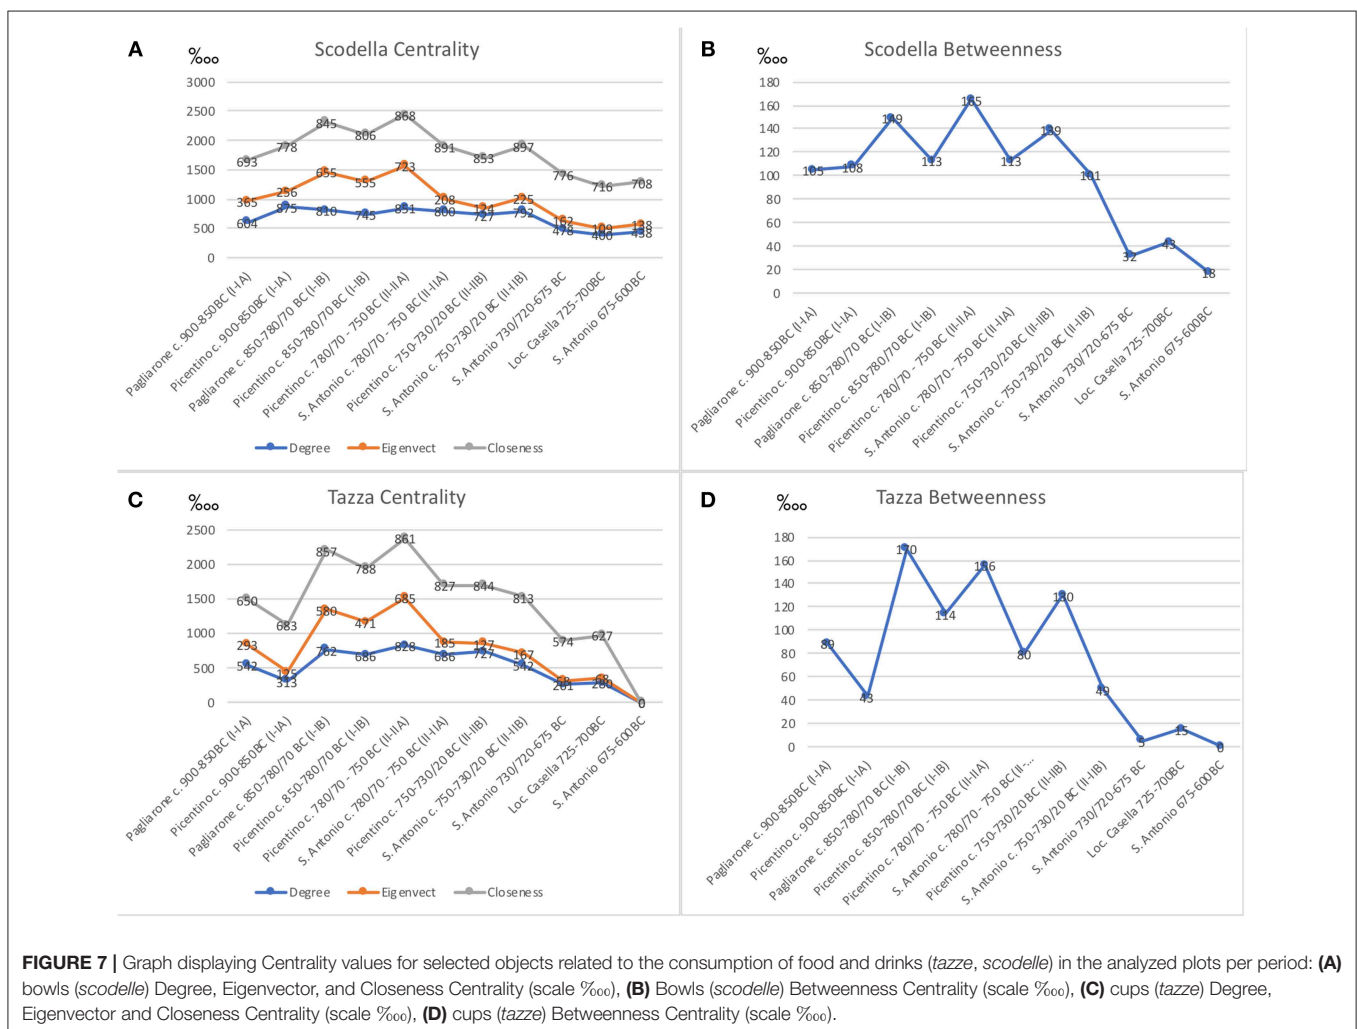 A
‱
Scodella Centrality
3000
2500
2000
1500
1000
500
0
693
778
845
806
868
891
853
897
776
716
708
365
256
655
555
723
208
124
225
162
109
138
604
875
810
745
851
800
727
792
478
400
438
Pagliarone c. 900-850BC (I-IA)
Picentino c. 900-850BC (I-IA)
Pagliarone c. 850-780/70 BC (I-IB)
Picentino c. 850-780/70 BC (I-IB)
Picentino c. 780/70 - 750 BC (II-IIA)
S. Antonio c. 780/70 - 750 BC (II-IIA)
Picentino c. 750-730/20 BC (II-IIB)
S. Antonio c. 750-730/20 BC (II-IIB)
S. Antonio 730/720-675 BC
Loc. Casella 725-700BC
S. Antonio 675-600BC
Degree
Eigenvect
Closeness
B
‱
Scodella Betweenness
180
160
140
120
100
80
60
40
20
0
105
108
149
113
165
113
139
101
32
43
18
Pagliarone c. 900-850BC (I-IA)
Picentino c. 900-850BC (I-IA)
Pagliarone c. 850-780/70 BC (I-IB)
Picentino c. 850-780/70 BC (I-IB)
Picentino c. 780/70 - 750 BC (II-IIA)
S. Antonio c. 780/70 - 750 BC (II-IIA)
Picentino c. 750-730/20 BC (II-IIB)
S. Antonio c. 750-730/20 BC (II-IIB)
S. Antonio 730/720-675 BC
Loc. Casella 725-700BC
S. Antonio 675-600BC
C
‱
Tazza Centrality
2500
2000
1500
1000
500
0
650
683
857
788
861
827
844
813
574
627
293
125
580
471
685
185
127
167
542
313
762
686
828
686
727
542
261
280
0
Pagliarone c. 900-850BC (I-IA)
Picentino c. 900-850BC (I-IA)
Pagliarone c. 850-780/70 BC (I-IB)
Picentino c. 850-780/70 BC (I-IB)
Picentino c. 780/70 - 750 BC (II-IIA)
S. Antonio c. 780/70 - 750 BC (II-IIA)
Picentino c. 750-730/20 BC (II-IIB)
S. Antonio c. 750-730/20 BC (II-IIB)
S. Antonio 730/720-675 BC
Loc. Casella 725-700BC
S. Antonio 675-600BC
Degree
Eigenvect
Closeness
D
‱
Tazza Betweenness
180
160
140
120
100
80
60
40
20
0
89
43
170
114
156
80
130
49
5
15
0
Pagliarone c. 900-850BC (I-IA)
Picentino c. 900-850BC (I-IA)
Pagliarone c. 850-780/70 BC (I-IB)
Picentino c. 850-780/70 BC (I-IB)
Picentino c. 780/70 - 750 BC (II-IIA)
S. Antonio c. 780/70 - 750 BC (II-...
Picentino c. 750-730/20 BC (II-IIB)
S. Antonio c. 750-730/20 BC (II-IIB)
S. Antonio 730/720-675 BC
Loc. Casella 725-700BC
S. Antonio 675-600BC
FIGURE 7 | Graph displaying Centrality values for selected objects related to the consumption of food and drinks (tazze, scodelle) in the analyzed plots per period: (A)
bowls (scodelle) Degree, Eigenvector, and Closeness Centrality (scale ‱), (B) Bowls (scodelle) Betweenness Centrality (scale ‱), (C) cups (tazze) Degree,
Eigenvector and Closeness Centrality (scale ‱), (D) cups (tazze) Betweenness Centrality (scale ‱).